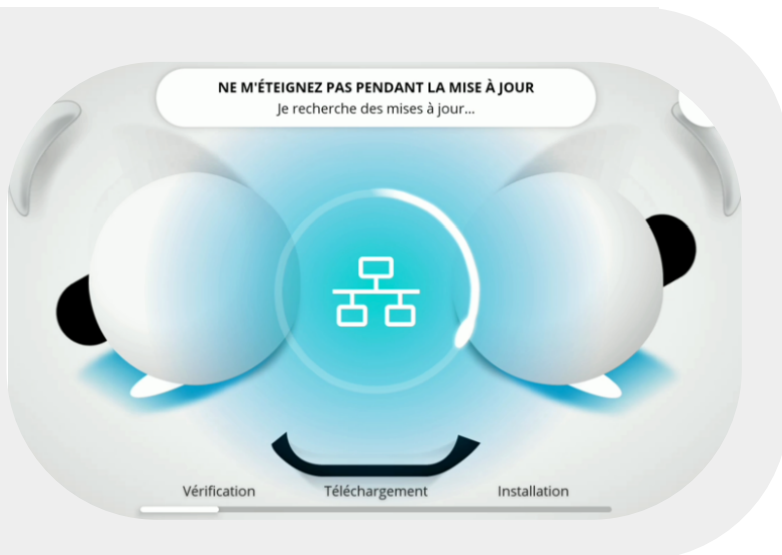 NE M'ÉTEIGNEZ PAS PENDANT LA MISE À JOUR
Je recherche des mises à jour...
Vérification Téléchargement Installation